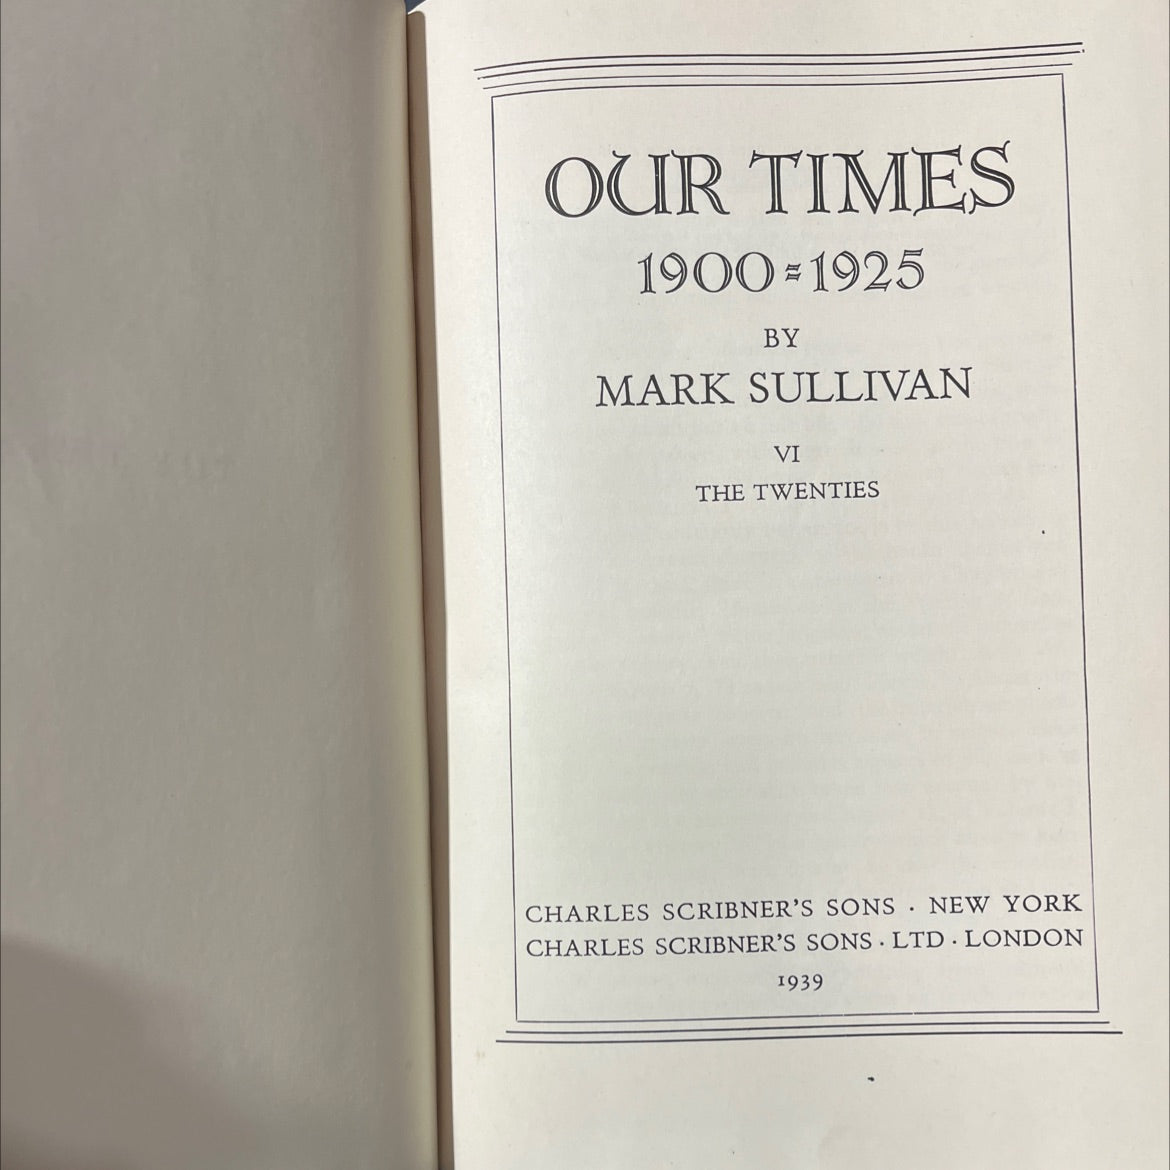 OUR TIMES
1900=1925
BY
MARK SULLIVAN
VI
THE TWENTIES
CHARLES SCRIBNER'S SONS · NEW YORK
CHARLES SCRIBNER'S SONS · LTD · LONDON
1939